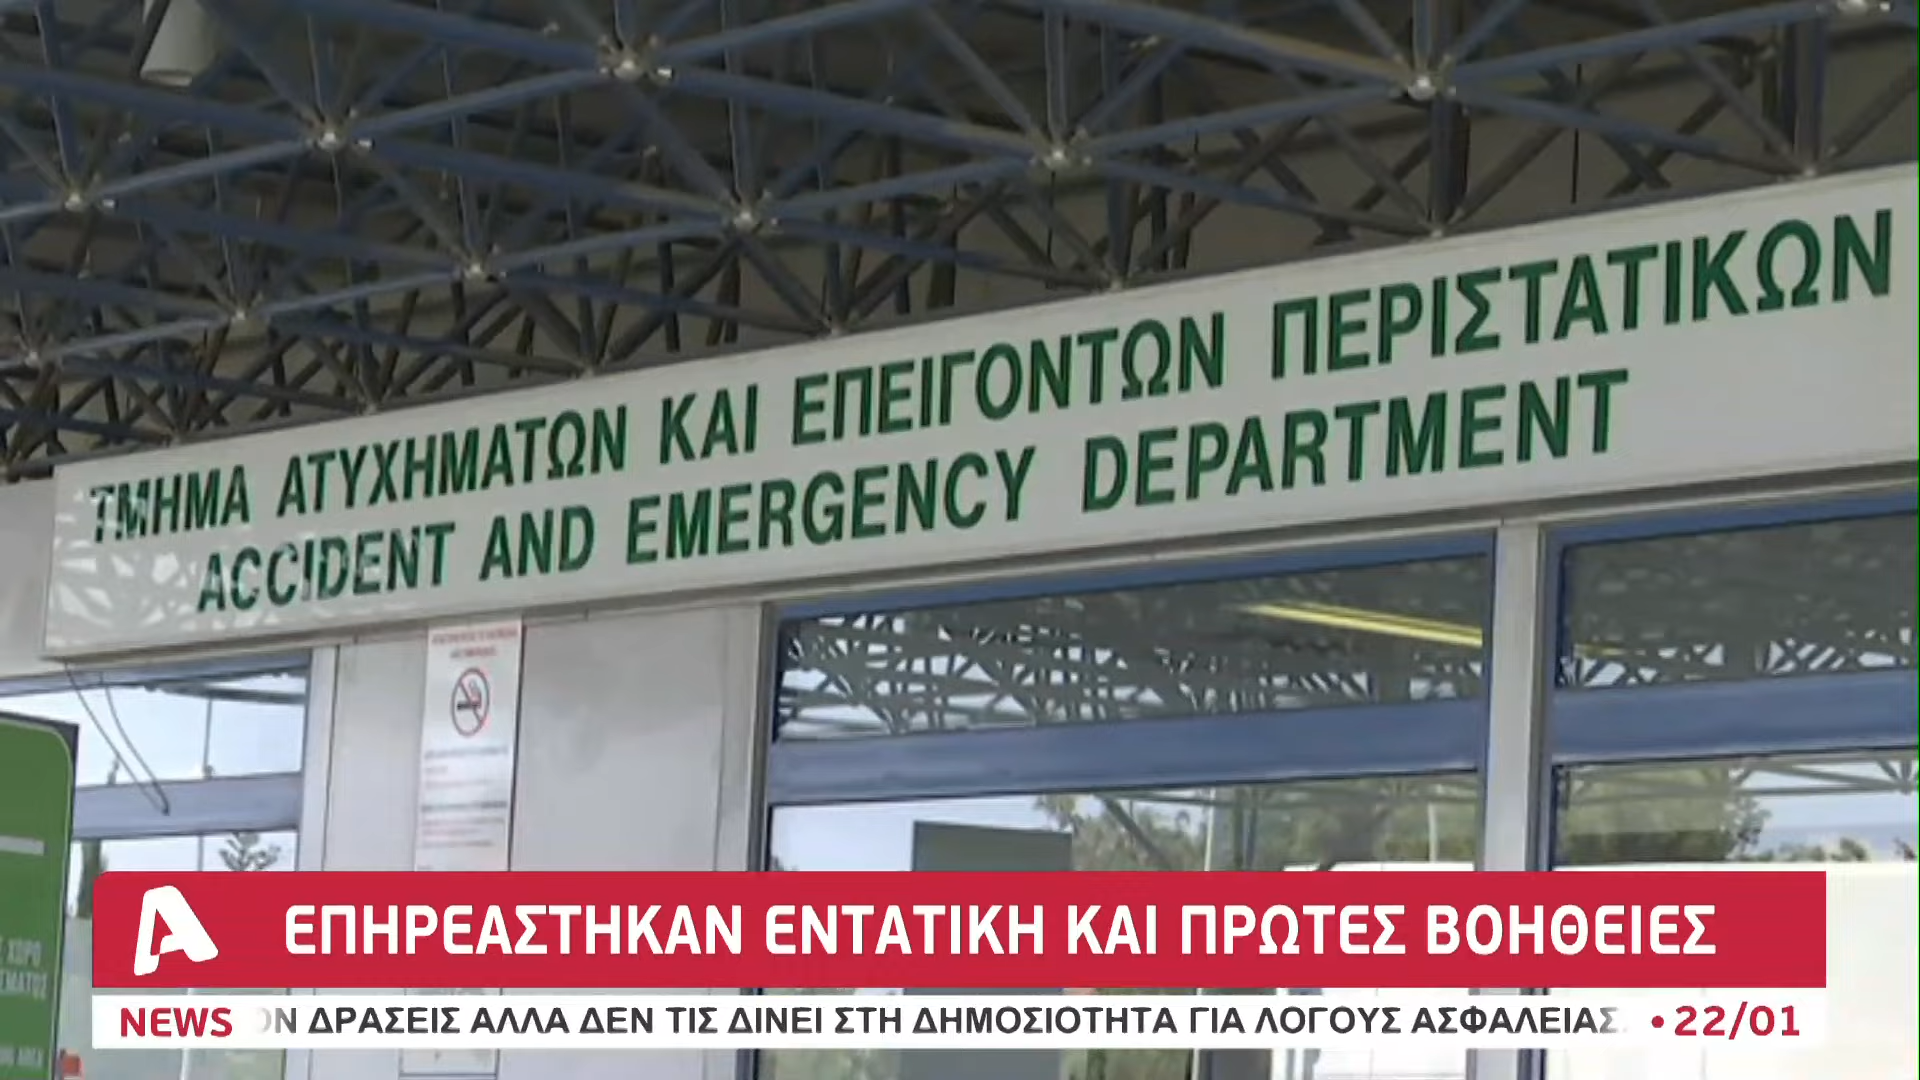 ΤΜΗΜΑ ΑΤΥΧΗΜΑΤΩΝ ΚΑΙ ΕΠΕΙΓΟΝΤΩΝ ΠΕΡΙΣΤΑΤΙΚΩΝ
ACCIDENT AND EMERGENCY DEPARTMENT
ΧΩΡΟ
ΕΠΗΡΕΑΣΤΗΚΑΝ ΕΝΤΑΤΙΚΗ ΚΑΙ ΠΡΩΤΕΣ ΒΟΗΘΕΙΕΣ
NEWS ΔΡΑΣΕΙΣ ΑΛΛΑ ΔΕΝ ΤΙΣ ΔΙΝΕΙ ΣΤΗ ΔΗΜΟΣΙΟΤΗΤΑ ΓΙΑ ΛΟΓΟΥΣ ΑΣΦΑΛΕΙΑΣ • 22/01